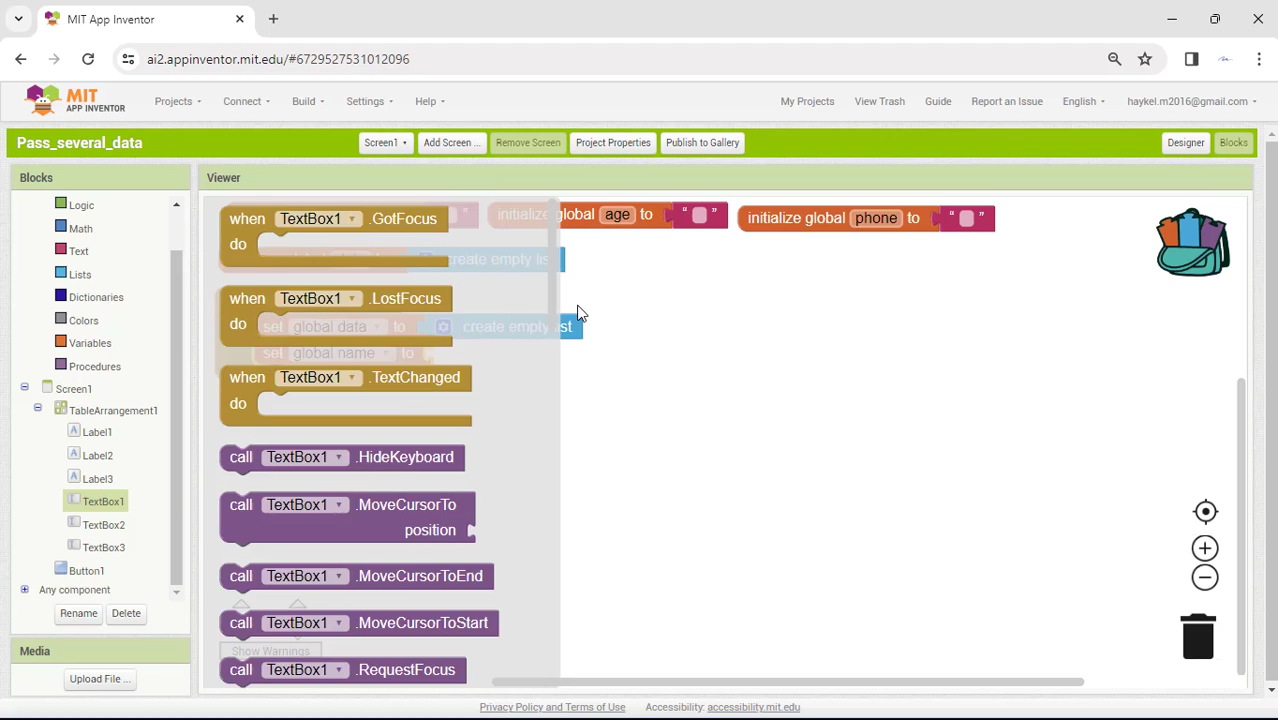 MIT App Inventor
ai2.appinventor.mit.edu/#6729527531012096
MIT
APP INVENTOR
Projects
Connect
Build
Settings
Help
My Projects
View Trash
Guide
Report an Issue
English
haykel.m2016@gmail.com
Pass_several_data
Screen1
Add Screen ...
Remove Screen
Project Properties
Publish to Gallery
Designer
Blocks
Blocks
Viewer
Logic
Math
Text
Lists
Dictionaries
Colors
Variables
Procedures
Screen1
TableArrangement1
Label1
Label2
Label3
TextBox1
TextBox2
TextBox3
Button1
Any component
Rename
Delete
Media
Upload File ...
when TextBox1 .GotFocus
do
when TextBox1 .LostFocus
do
when TextBox1 .TextChanged
do
call TextBox1 .HideKeyboard
call TextBox1 .MoveCursorTo
position
call TextBox1 .MoveCursorToEnd
call TextBox1 .MoveCursorToStart
call TextBox1 .RequestFocus
"
initialize global age to " "
initialize global phone to " "
create empty list
set global data to create empty list
set global name to
Show Warnings
Privacy Policy and Terms of Use
Accessibility: accessibility.mit.edu